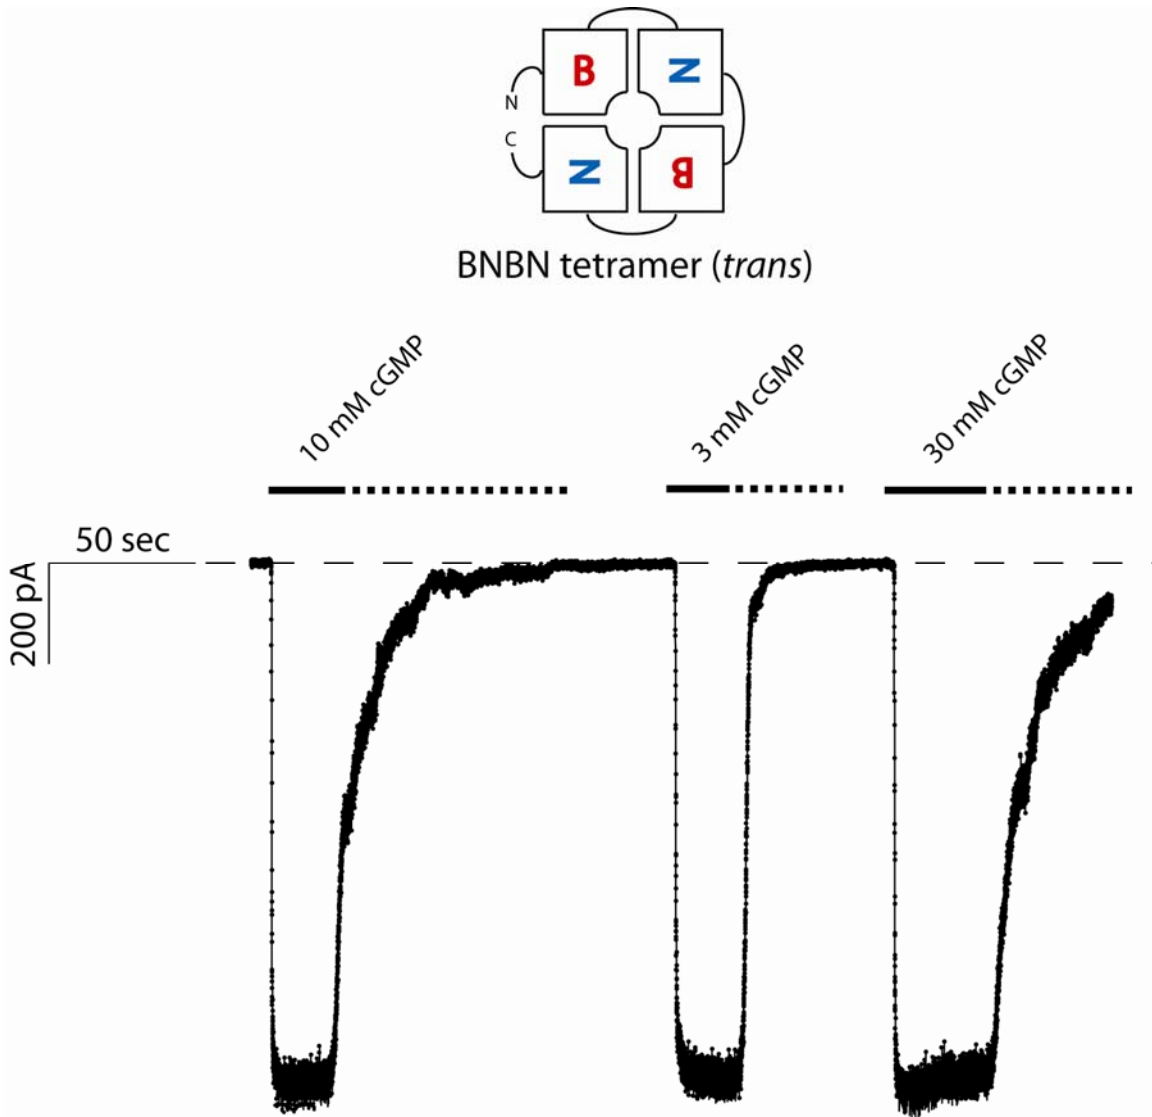 B N
N
C
N B
BNBN tetramer (trans)
10 mM cGMP
3 mM cGMP
30 mM cGMP
50 sec
200 pA